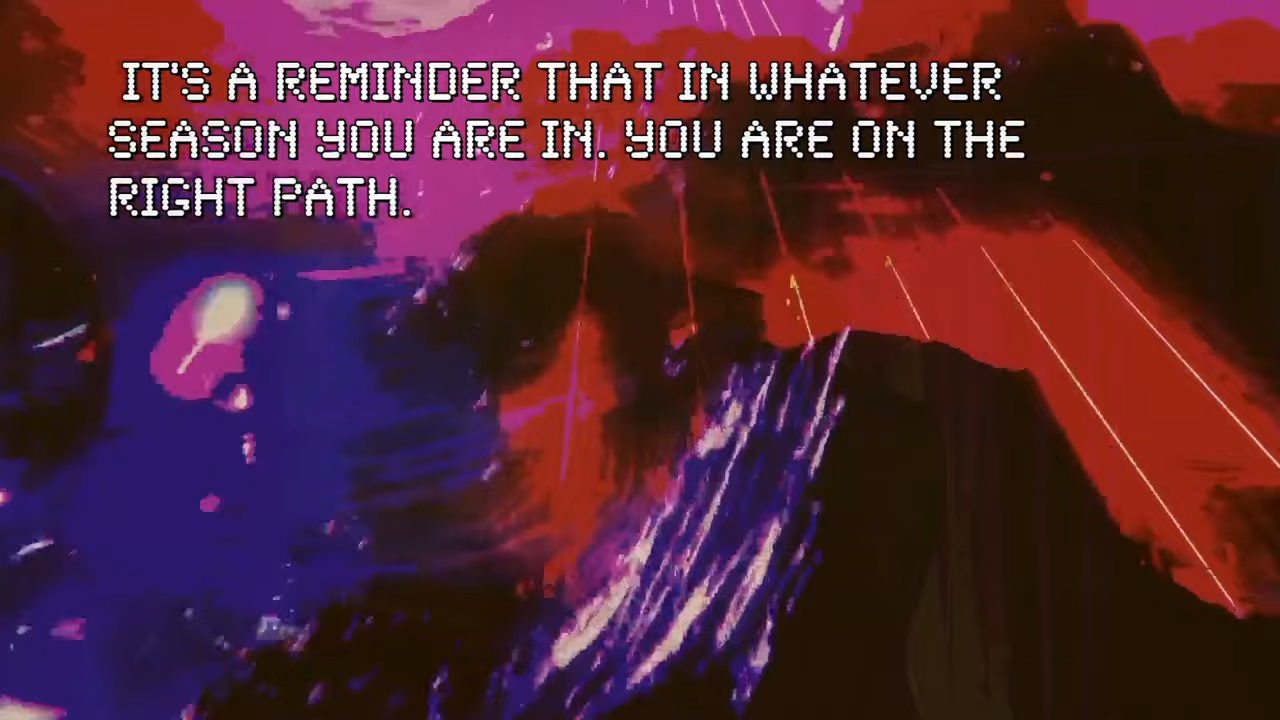 IT'S A REMINDER THAT IN WHATEVER
SEASON YOU ARE IN. YOU ARE ON THE
RIGHT PATH.